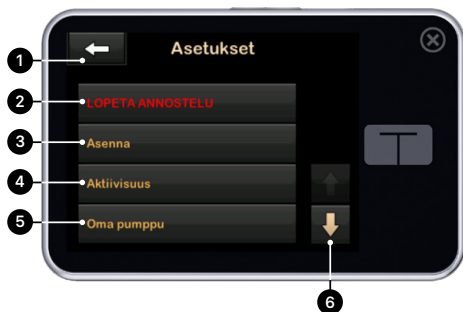 Asetukset
1
2
LOPETA ANNOSTELU
3
Asenna
4
Aktiivisuus
5
Oma pumppu
6